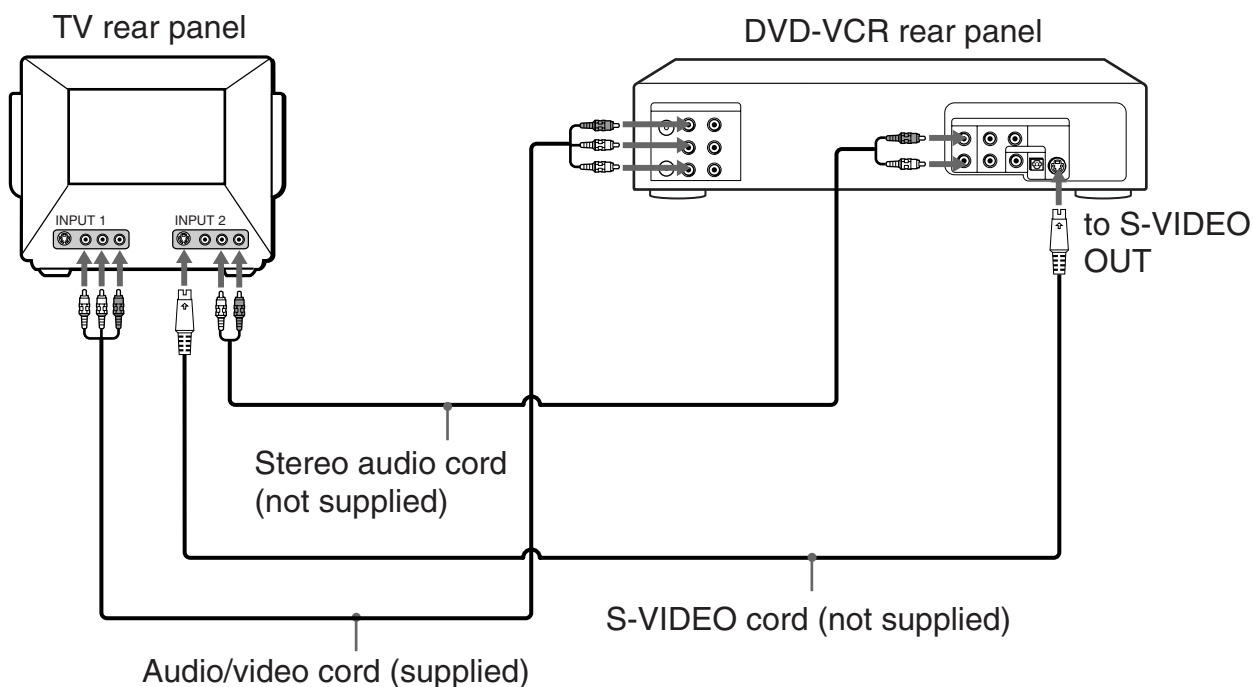 TV rear panel
DVD-VCR rear panel
INPUT 1
INPUT 2
to S-VIDEO
OUT
Stereo audio cord
(not supplied)
S-VIDEO cord (not supplied)
Audio/video cord (supplied)